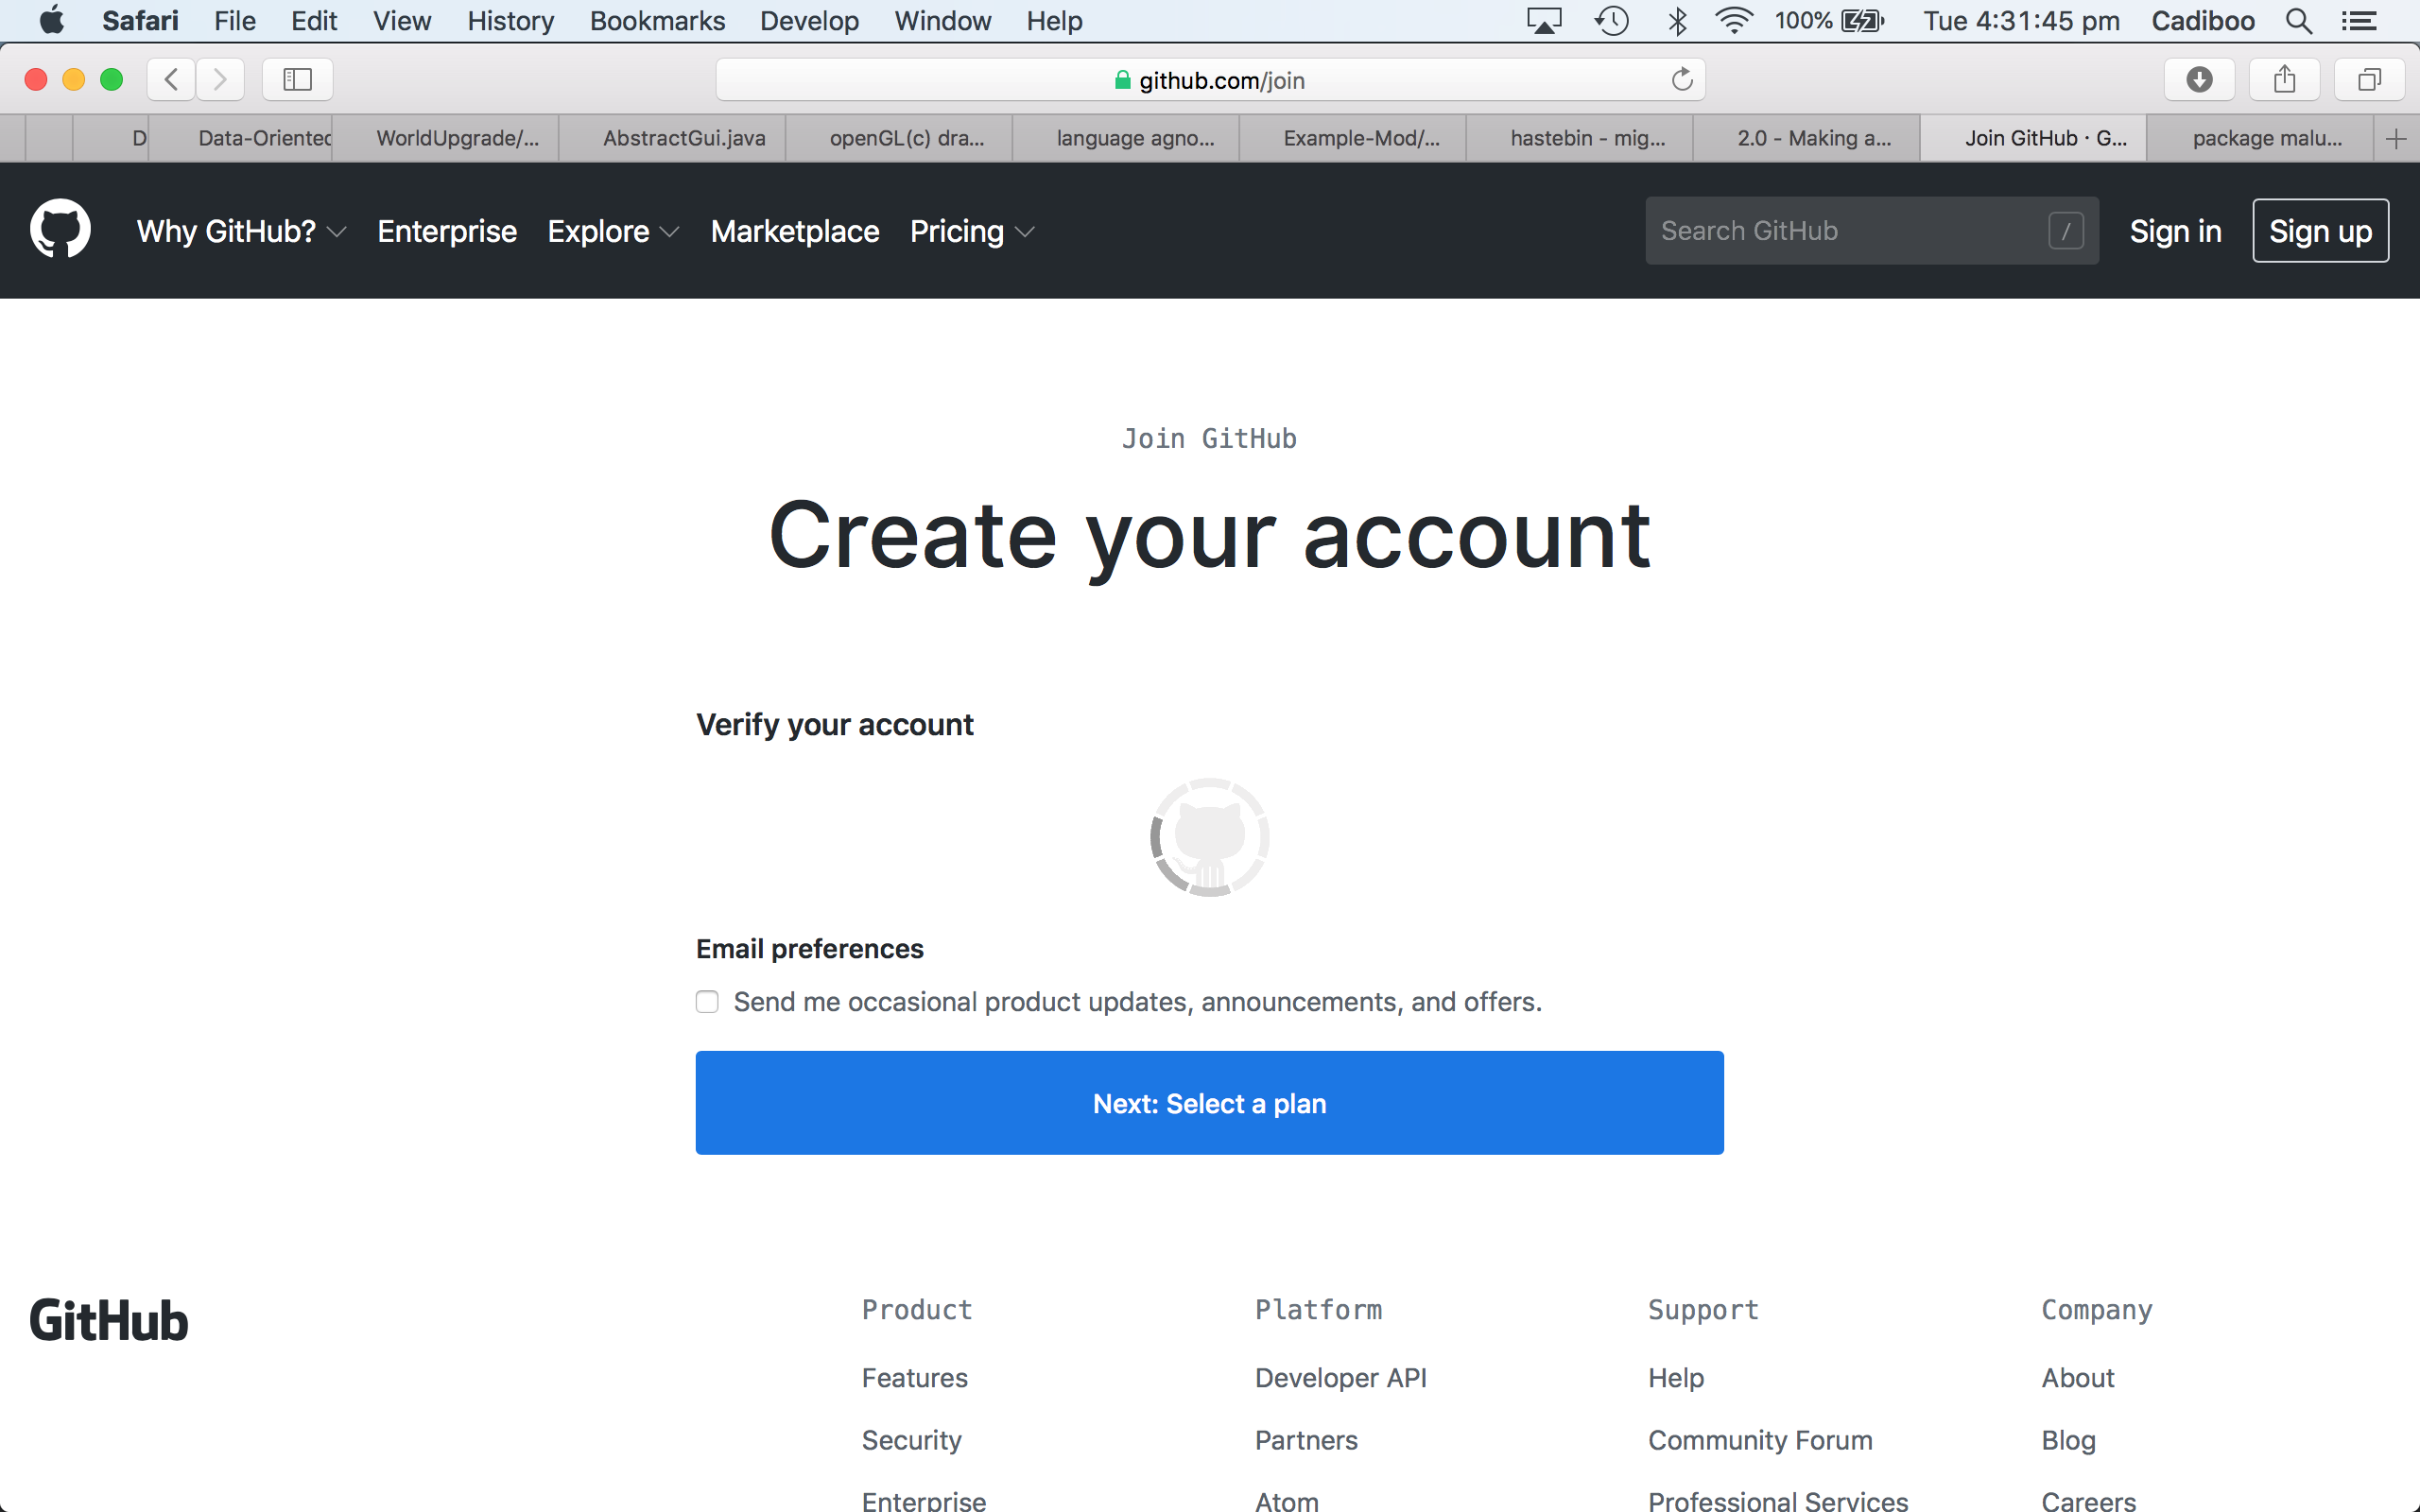 Safari File Edit View History Bookmarks Develop Window Help 100% Tue 4:31:45 pm Cadiboo
github.com/join
D Data-Oriented WorldUpgrade/... AbstractGui.java openGL(c) dra... language agno... Example-Mod/... hastebin - mig... 2.0 - Making a... Join GitHub · G... package malu...
Why GitHub? Enterprise Explore Marketplace Pricing Search GitHub / Sign in Sign up
Join GitHub
Create your account
Verify your account
Email preferences
Send me occasional product updates, announcements, and offers.
Next: Select a plan
GitHub
Product Platform Support Company
Features Developer API Help About
Security Partners Community Forum Blog
Enterprise Atom Professional Services Careers